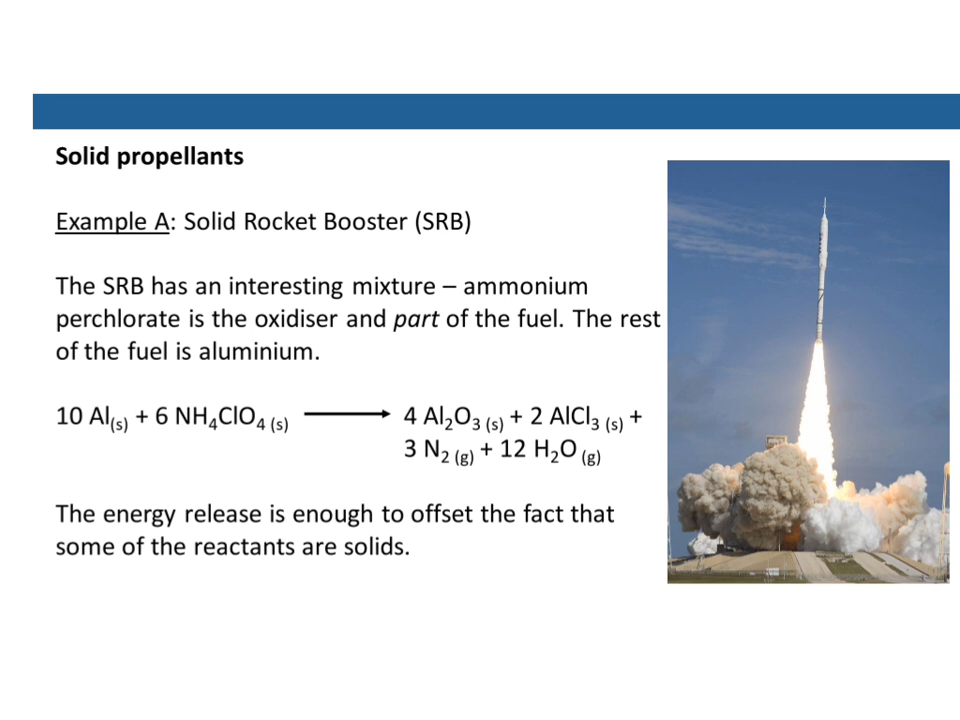 Solid propellants
Example A: Solid Rocket Booster (SRB)
The SRB has an interesting mixture – ammonium
perchlorate is the oxidiser and part of the fuel. The rest
of the fuel is aluminium.
10 Al(s) + 6 NH₄ClO₄ (s) ⟶ 4 Al₂O₃ (s) + 2 AlCl₃ (s) +
3 N₂ (g) + 12 H₂O (g)
The energy release is enough to offset the fact that
some of the reactants are solids.